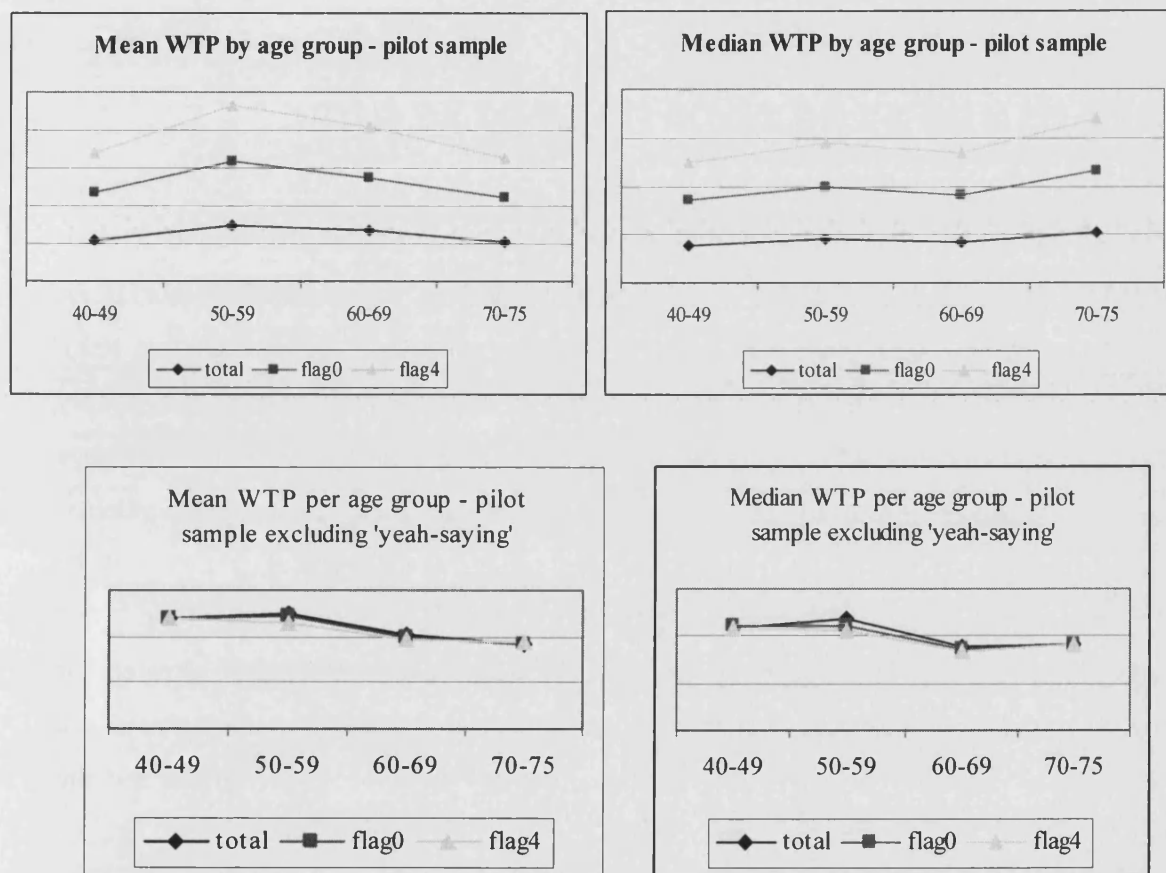 Mean WTP by age group - pilot sample
40-49 50-59 60-69 70-75
total flag0 flag4
Median WTP by age group - pilot sample
40-49 50-59 60-69 70-75
total flag0 flag4
Mean WTP per age group - pilot
sample excluding 'yeah-saying'
40-49 50-59 60-69 70-75
total flag0 flag4
Median WTP per age group - pilot
sample excluding 'yeah-saying'
40-49 50-59 60-69 70-75
total flag0 flag4